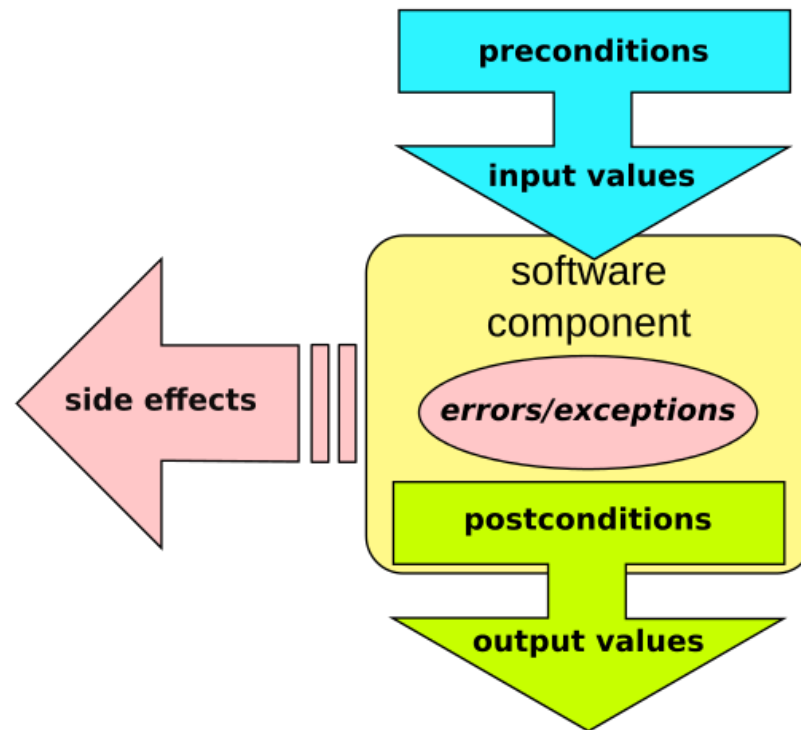 preconditions
input values
software
component
side effects
errors/exceptions
postconditions
output values